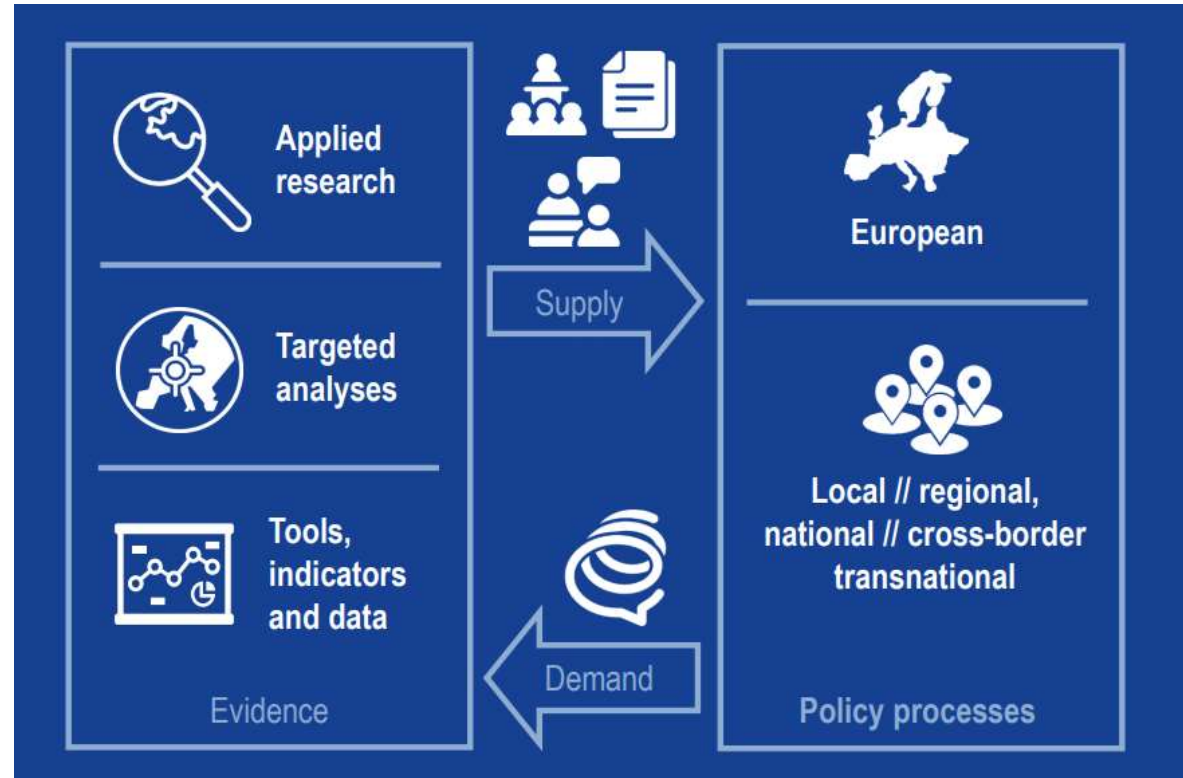 Applied
research
Targeted
analyses
Tools,
indicators
and data
Evidence
Supply
Demand
European
Local // regional,
national // cross-border
transnational
Policy processes